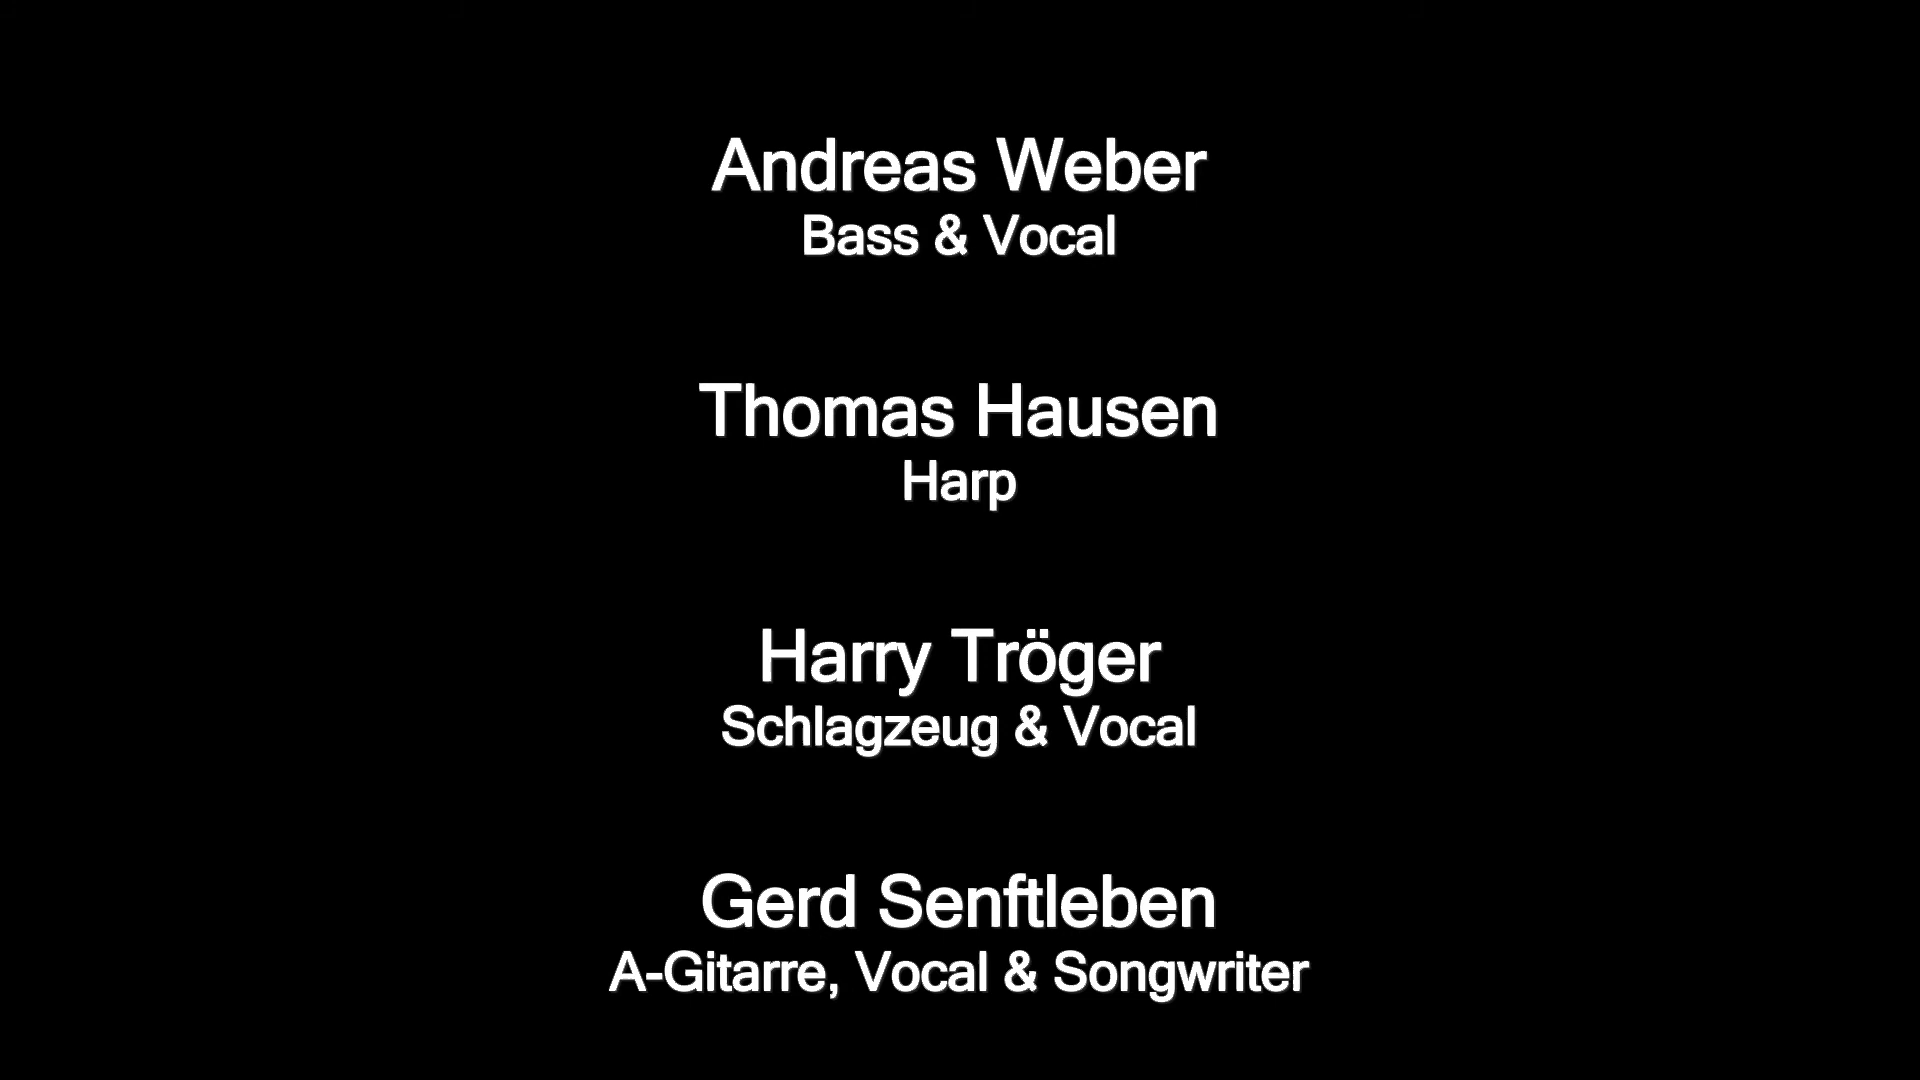 Andreas Weber
Bass & Vocal
Thomas Hausen
Harp
Harry Tröger
Schlagzeug & Vocal
Gerd Senftleben
A-Gitarre, Vocal & Songwriter